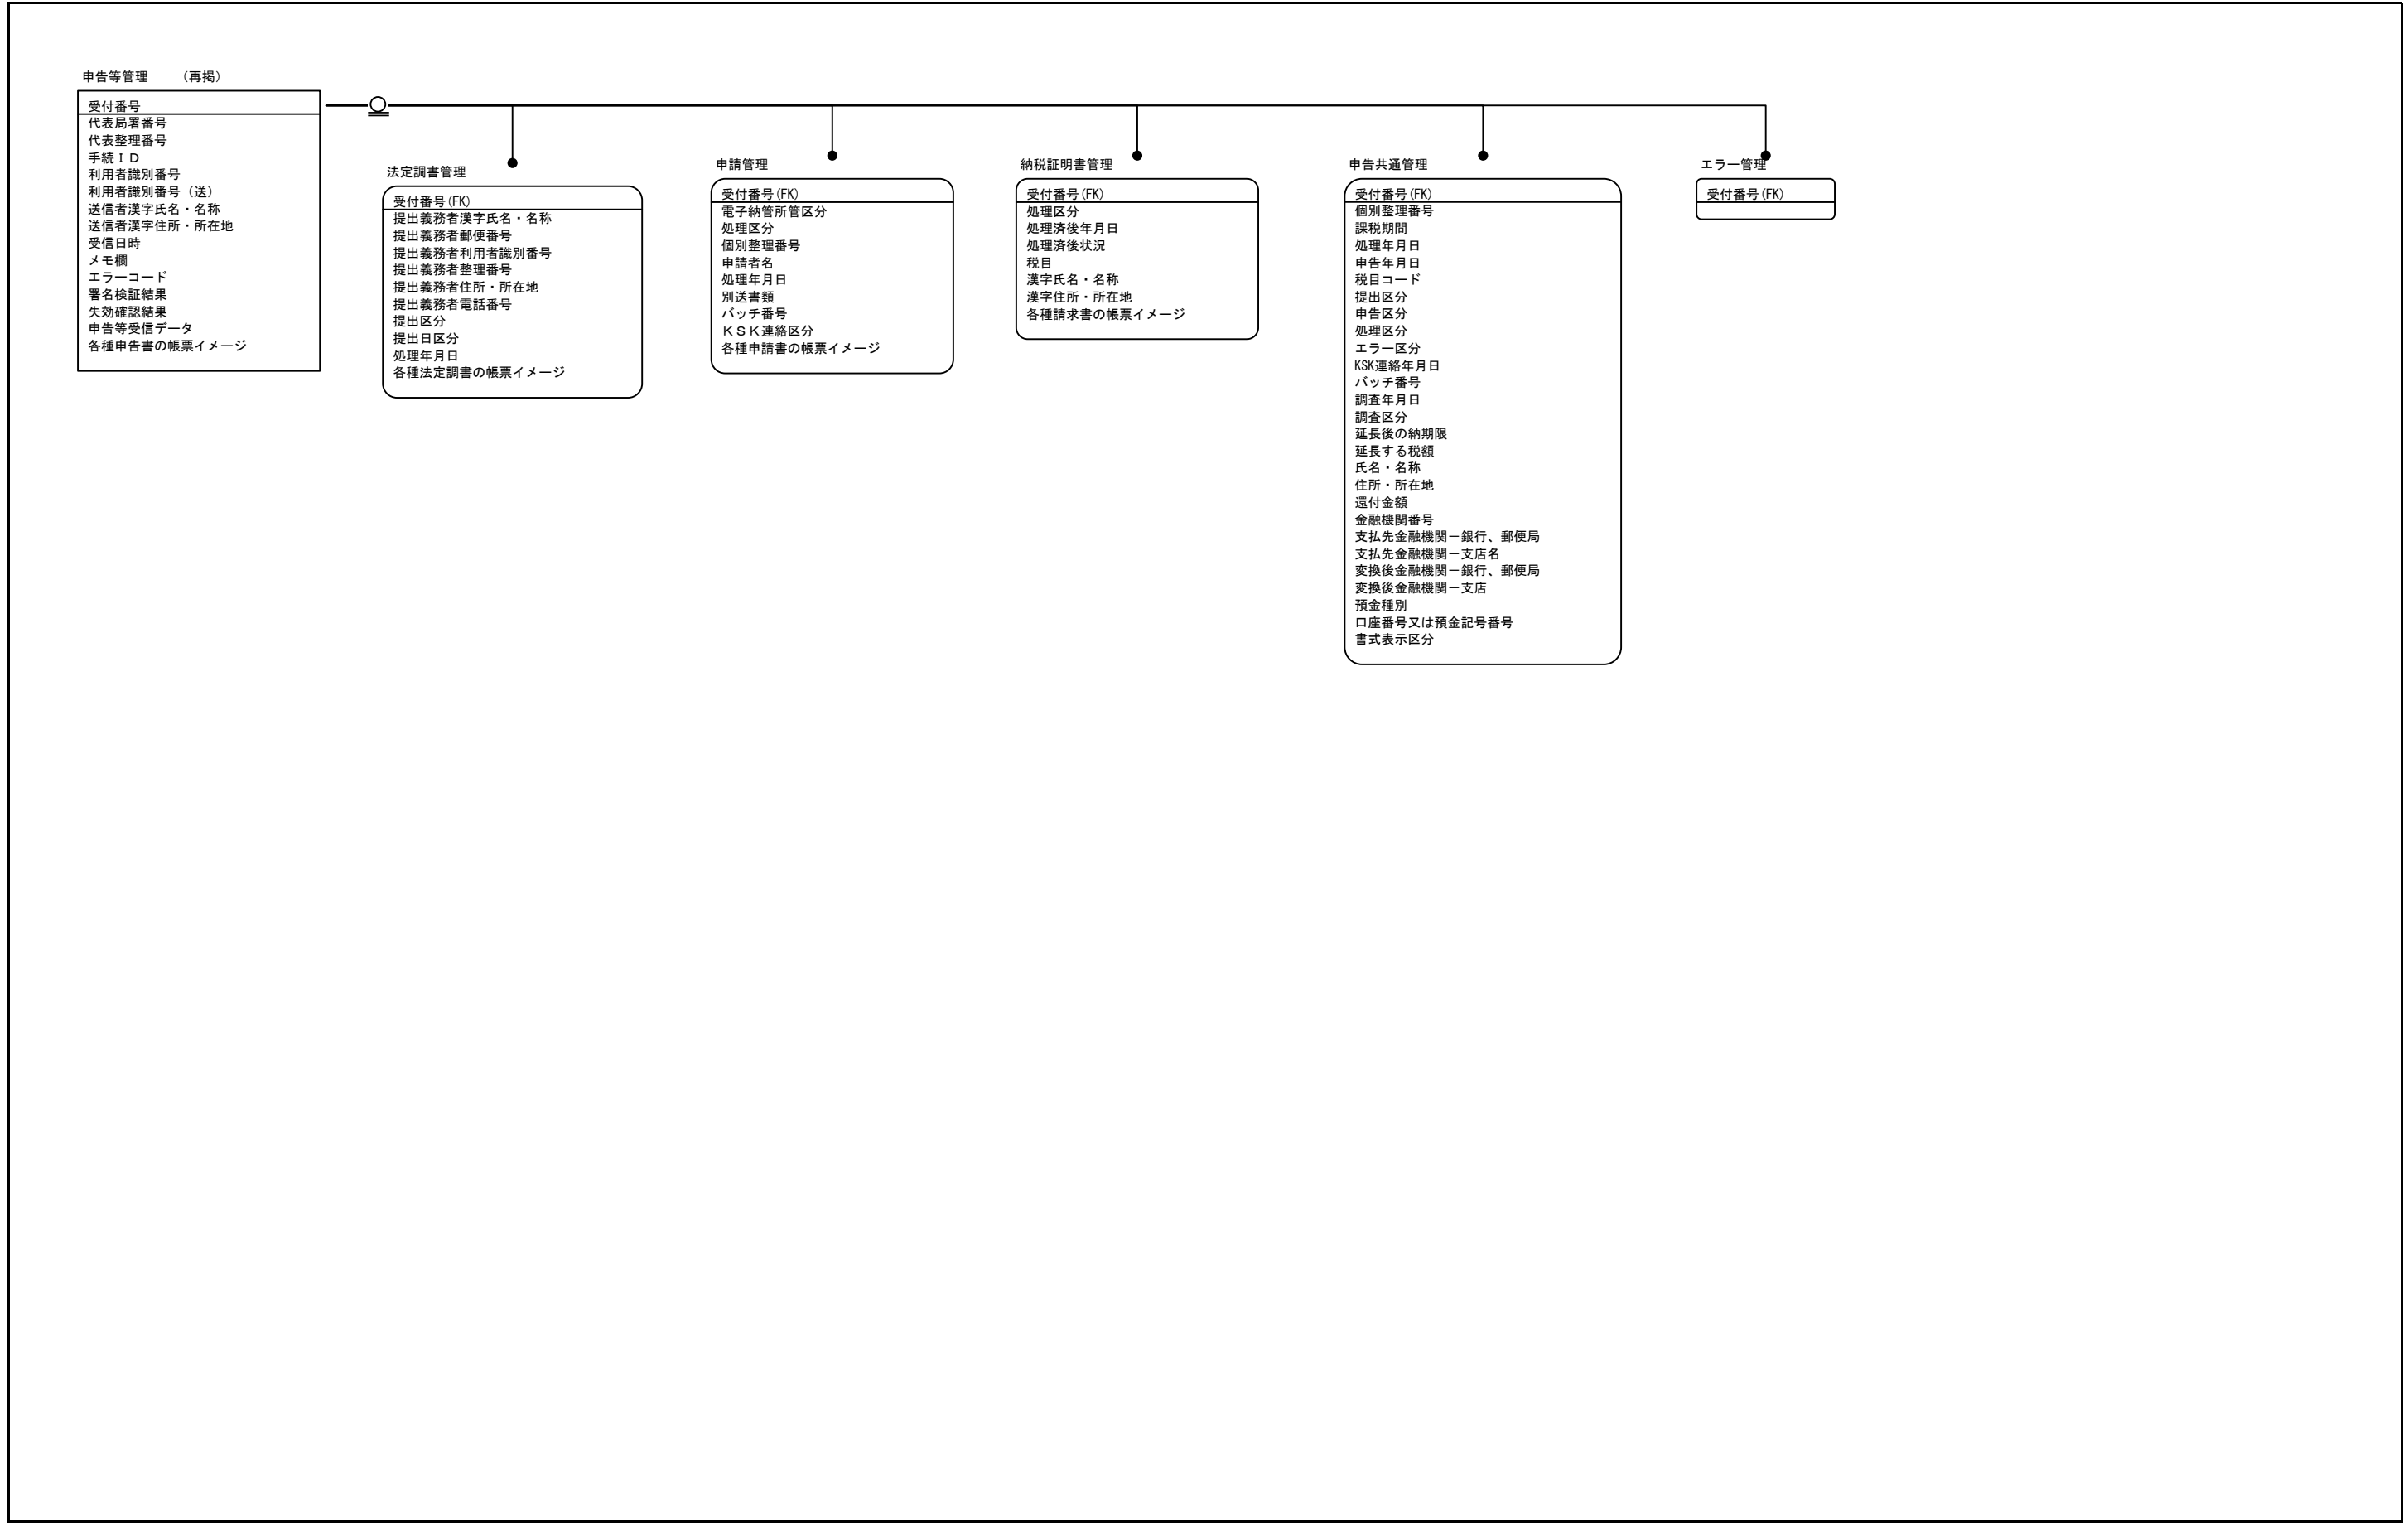 申告等管理　　（再掲）
受付番号
代表局署番号
代表整理番号
手続ＩＤ
利用者識別番号
利用者識別番号（送）
送信者漢字氏名・名称
送信者漢字住所・所在地
受信日時
メモ欄
エラーコード
署名検証結果
失効確認結果
申告等受信データ
各種申告書の帳票イメージ
法定調書管理
受付番号(FK)
提出義務者漢字氏名・名称
提出義務者郵便番号
提出義務者利用者識別番号
提出義務者整理番号
提出義務者住所・所在地
提出義務者電話番号
提出区分
提出日区分
処理年月日
各種法定調書の帳票イメージ
申請管理
受付番号(FK)
電子納管所管区分
処理区分
個別整理番号
申請者名
処理年月日
別送書類
バッチ番号
ＫＳＫ連絡区分
各種申請書の帳票イメージ
納税証明書管理
受付番号(FK)
処理区分
処理済後年月日
処理済後状況
税目
漢字氏名・名称
漢字住所・所在地
各種請求書の帳票イメージ
申告共通管理
受付番号(FK)
個別整理番号
課税期間
処理年月日
申告年月日
税目コード
提出区分
申告区分
処理区分
エラー区分
KSK連絡年月日
バッチ番号
調査年月日
調査区分
延長後の納期限
延長する税額
氏名・名称
住所・所在地
還付金額
金融機関番号
支払先金融機関－銀行、郵便局
支払先金融機関－支店名
変換後金融機関－銀行、郵便局
変換後金融機関－支店
預金種別
口座番号又は預金記号番号
書式表示区分
エラー管理
受付番号(FK)